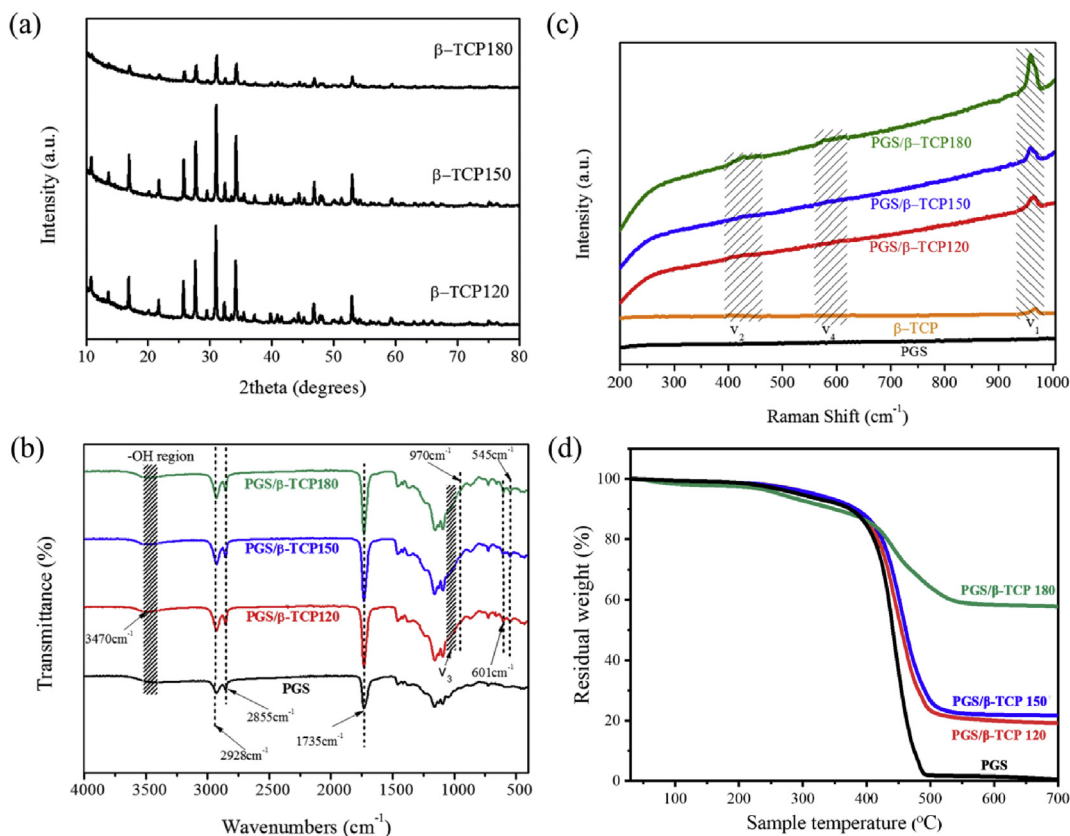 (a)
β–TCP180
β–TCP150
β–TCP120
Intensity (a.u.)
10 20 30 40 50 60 70 80
2theta (degrees)
(c)
PGS/β–TCP180
PGS/β–TCP150
PGS/β–TCP120
β–TCP
PGS
v₂
v₄
v₁
Intensity (a.u.)
200 300 400 500 600 700 800 900 1000
Raman Shift (cm⁻¹)
(b)
-OH region
970cm⁻¹
545cm⁻¹
PGS/β-TCP180
PGS/β-TCP150
PGS/β-TCP120
PGS
3470cm⁻¹
2855cm⁻¹
2928cm⁻¹
1735cm⁻¹
v₃
601cm⁻¹
Transmittance (%)
4000 3500 3000 2500 2000 1500 1000 500
Wavenumbers (cm⁻¹)
(d)
100
80
60
40
20
0
PGS/β-TCP 180
PGS/β-TCP 150
PGS/β-TCP 120
PGS
Residual weight (%)
100 200 300 400 500 600 700
Sample temperature (°C)